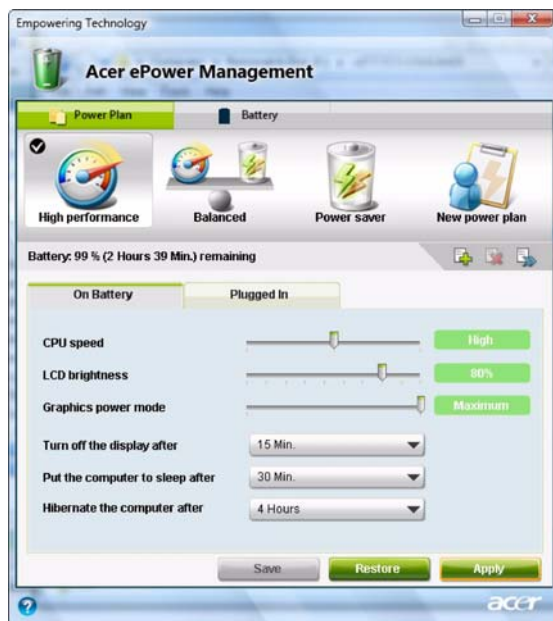 Empowering Technology
Acer ePower Management
Power Plan Battery
High performance Balanced Power saver New power plan
Battery: 99 % (2 Hours 39 Min.) remaining
On Battery Plugged In
CPU speed High
LCD brightness 80%
Graphics power mode Maximum
Turn off the display after 15 Min.
Put the computer to sleep after 30 Min.
Hibernate the computer after 4 Hours
Save Restore Apply
? acer